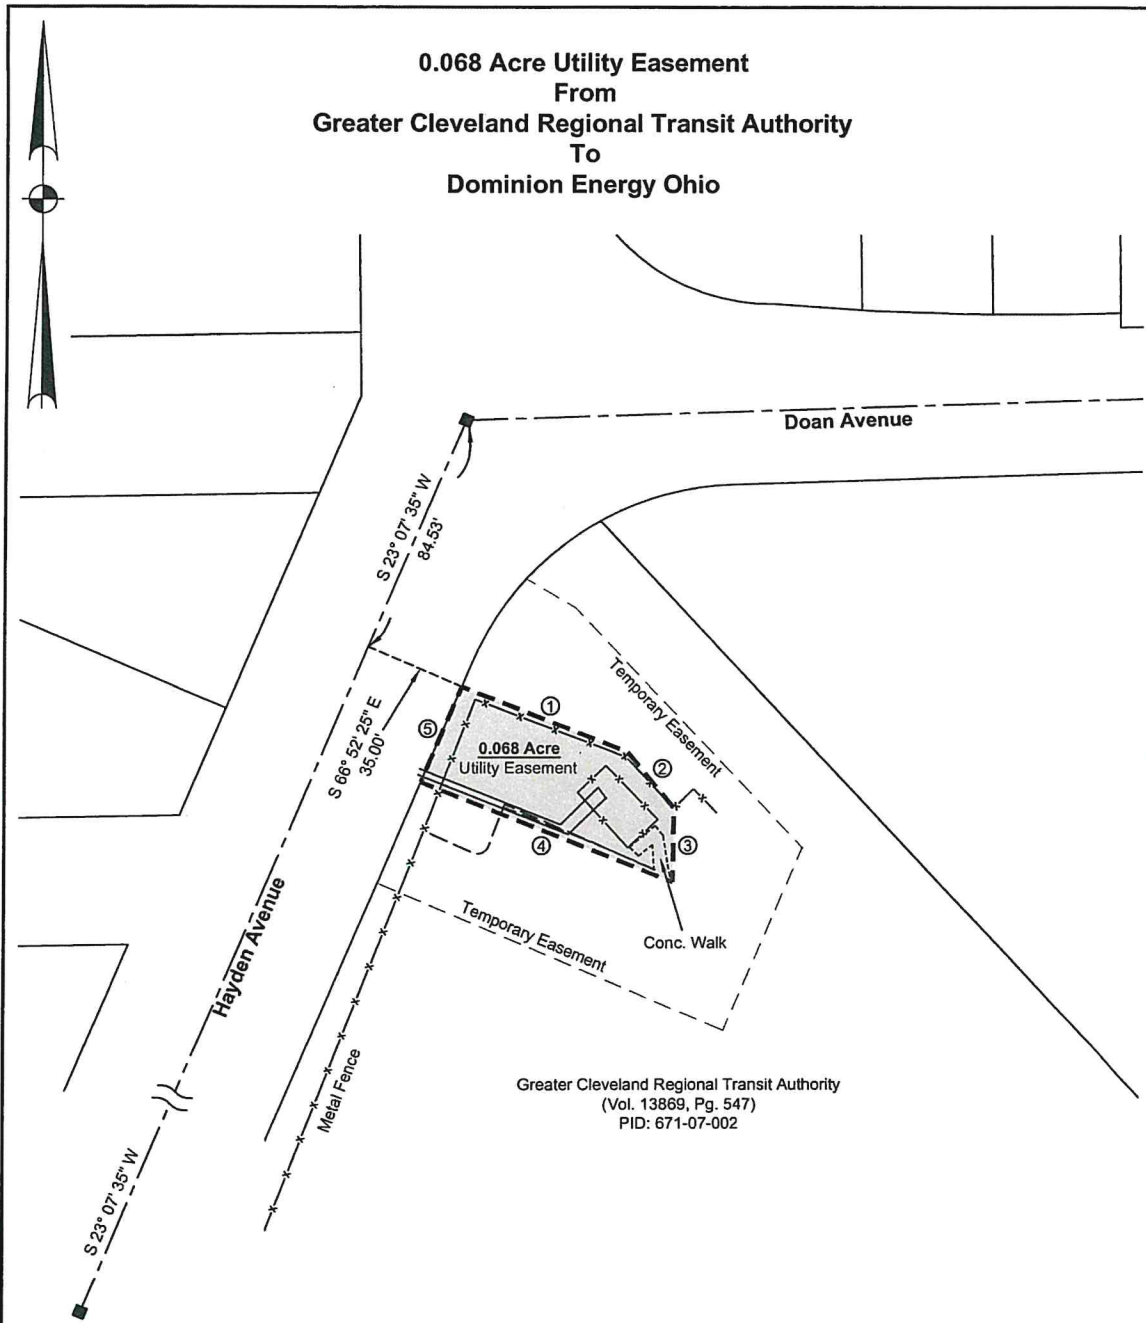 0.068 Acre Utility Easement
From
Greater Cleveland Regional Transit Authority
To
Dominion Energy Ohio
Doan Avenue
S 23° 07' 35" W
84.53'
S 66° 52' 25" E
35.00'
Temporary Easement
①
②
③
④
⑤
0.068 Acre
Utility Easement
Conc. Walk
Temporary Easement
Hayden Avenue
Metal Fence
S 23° 07' 35" W
Greater Cleveland Regional Transit Authority
(Vol. 13869, Pg. 547)
PID: 671-07-002